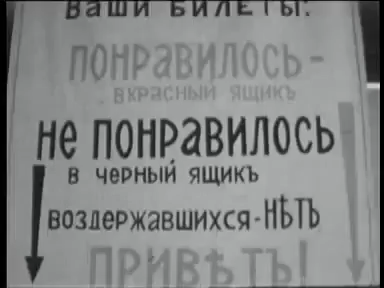 ВАШИ БИЛЕТЫ:
ПОНРАВИЛОСЬ -
в красный ящикъ
НЕ ПОНРАВИЛОСЬ
в черный ящикъ
воздержавшихся - НѢТЪ
ПРИВѢТЪ!